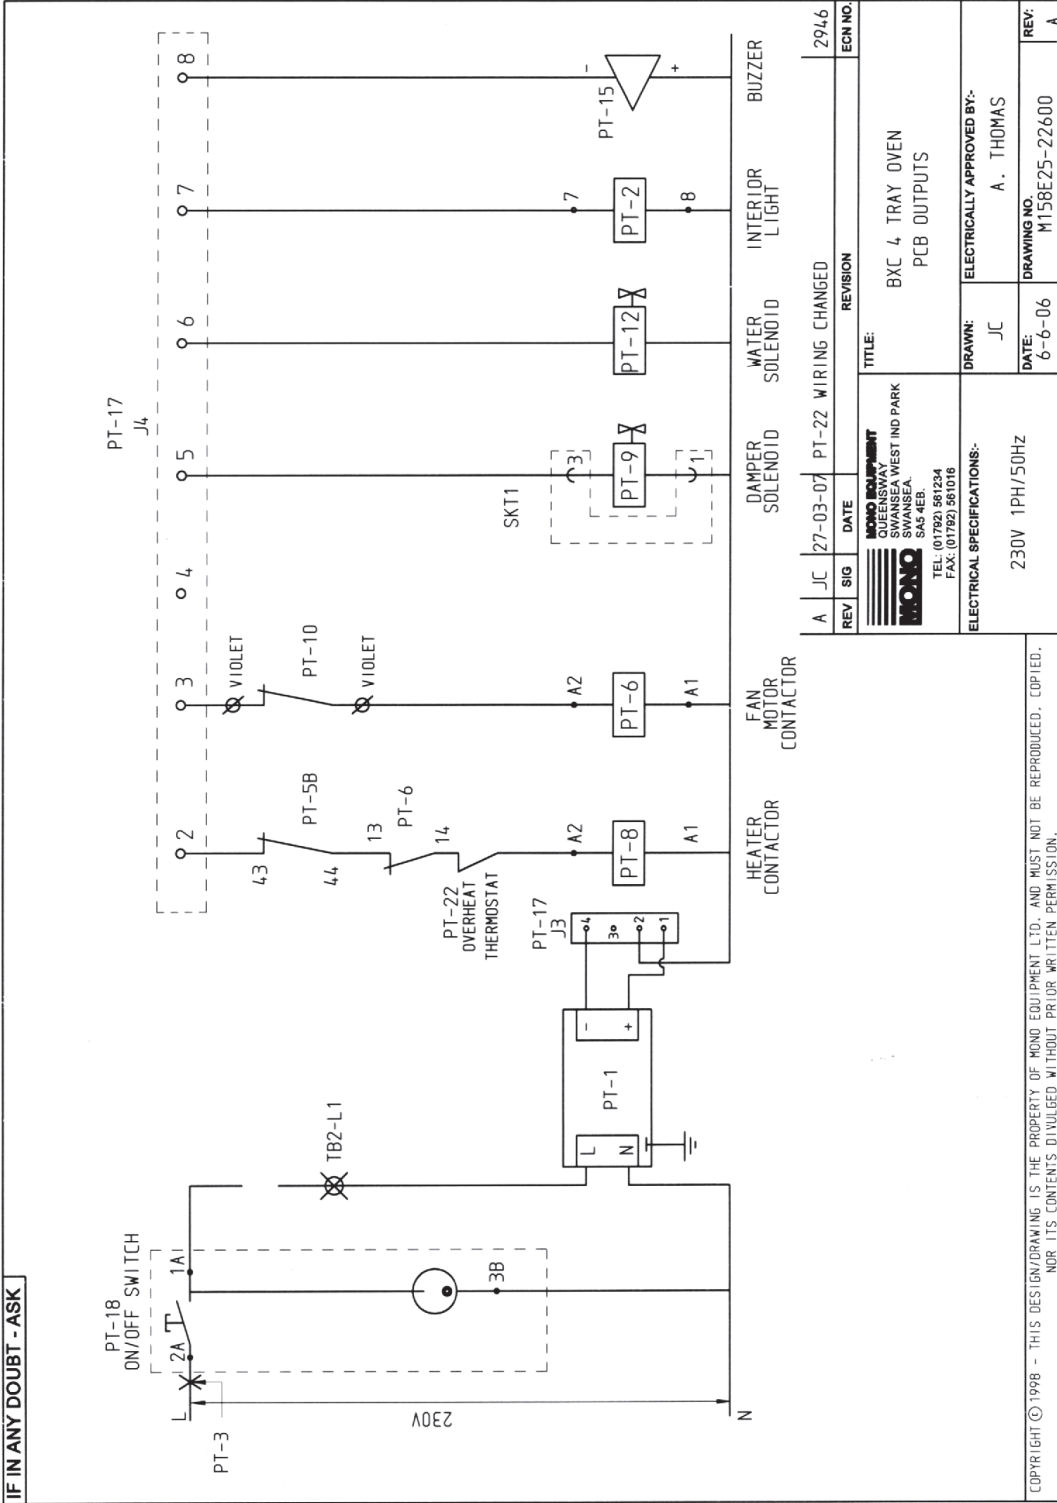 IF IN ANY DOUBT - ASK
PT-18
ON/OFF SWITCH
PT-3
L
2A
1A
230V
3B
N
TB2-L1
L
N
PT-1
-
+
PT-17
J3
4
3
2
1
PT-17
J4
2
3
4
5
6
7
8
43
PT-5B
44
13
PT-6
14
PT-22
OVERHEAT
THERMOSTAT
A2
PT-8
A1
HEATER
CONTACTOR
VIOLET
PT-10
VIOLET
A2
PT-6
A1
FAN
MOTOR
CONTACTOR
SKT1
3
PT-9
1
DAMPER
SOLENOID
PT-12
WATER
SOLENOID
7
PT-2
8
INTERIOR
LIGHT
PT-15
-
+
BUZZER
A JC 27-03-07 PT-22 WIRING CHANGED 2946
REV SIG DATE REVISION ECN NO.
MONO
MONO EQUIPMENT
QUEENSWAY
SWANSEA WEST IND PARK
SWANSEA.
SA5 4EB.
TEL: (01792) 561234
FAX: (01792) 561016
TITLE:
BXC 4 TRAY OVEN
PCB OUTPUTS
ELECTRICAL SPECIFICATIONS:-
230V 1PH/50Hz
DRAWN:
JC
ELECTRICALLY APPROVED BY:-
A. THOMAS
DATE:
6-6-06
DRAWING NO.
M158E25-22600
REV:
A
COPYRIGHT © 1998 - THIS DESIGN/DRAWING IS THE PROPERTY OF MONO EQUIPMENT LTD. AND MUST NOT BE REPRODUCED, COPIED,
NOR ITS CONTENTS DIVULGED WITHOUT PRIOR WRITTEN PERMISSION.